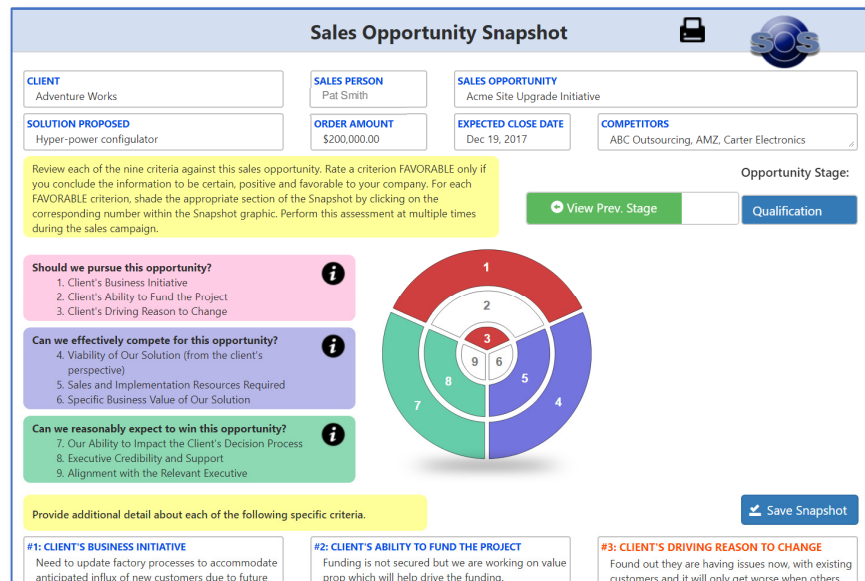 Sales Opportunity Snapshot
SOS
CLIENT
Adventure Works
SALES PERSON
Pat Smith
SALES OPPORTUNITY
Acme Site Upgrade Initiative
SOLUTION PROPOSED
Hyper-power configulator
ORDER AMOUNT
$200,000.00
EXPECTED CLOSE DATE
Dec 19, 2017
COMPETITORS
ABC Outsourcing, AMZ, Carter Electronics
Review each of the nine criteria against this sales opportunity. Rate a criterion FAVORABLE only if
you conclude the information to be certain, positive and favorable to your company. For each
FAVORABLE criterion, shade the appropriate section of the Snapshot by clicking on the
corresponding number within the Snapshot graphic. Perform this assessment at multiple times
during the sales campaign.
Opportunity Stage:
View Prev. Stage
Qualification
Should we pursue this opportunity?
1. Client's Business Initiative
2. Client's Ability to Fund the Project
3. Client's Driving Reason to Change
Can we effectively compete for this opportunity?
4. Viability of Our Solution (from the client's
perspective)
5. Sales and Implementation Resources Required
6. Specific Business Value of Our Solution
Can we reasonably expect to win this opportunity?
7. Our Ability to Impact the Client's Decision Process
8. Executive Credibility and Support
9. Alignment with the Relevant Executive
1
2
3
9 6
8 5
7 4
Provide additional detail about each of the following specific criteria.
Save Snapshot
#1: CLIENT'S BUSINESS INITIATIVE
Need to update factory processes to accommodate
anticipated influx of new customers due to future
#2: CLIENT'S ABILITY TO FUND THE PROJECT
Funding is not secured but we are working on value
prop which will help drive the funding.
#3: CLIENT'S DRIVING REASON TO CHANGE
Found out they are having issues now, with existing
customers and it will only get worse when others